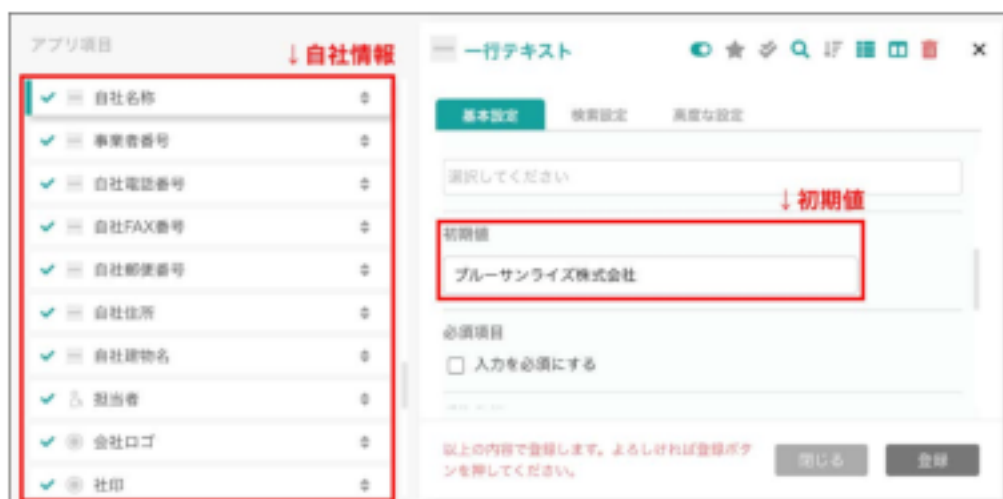 アプリ項目
↓自社情報
自社名称
事業者番号
自社電話番号
自社FAX番号
自社郵便番号
自社住所
自社建物名
担当者
会社ロゴ
社印
一行テキスト
基本設定 検索設定 高度な設定
選択してください
↓初期値
初期値
ブルーサンライズ株式会社
必須項目
入力を必須にする
以上の内容で登録します。よろしければ登録ボタ
ンを押してください。
閉じる 登録